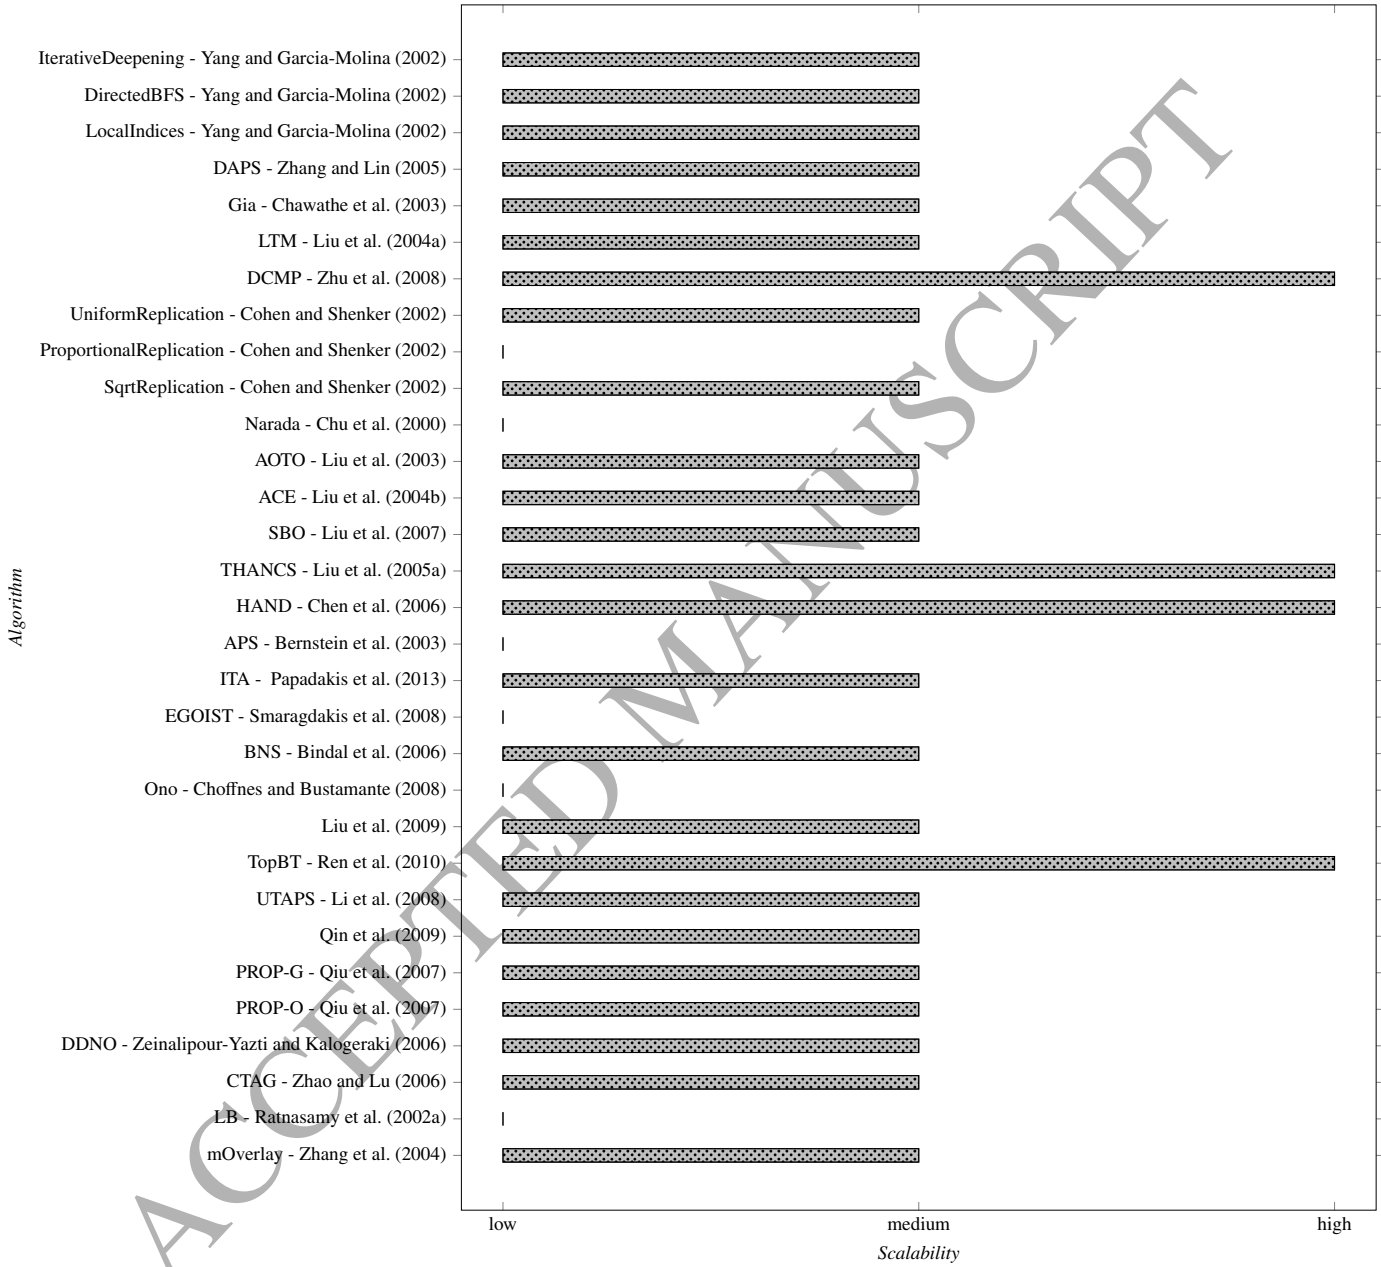 IterativeDeepening - Yang and Garcia-Molina (2002)
DirectedBFS - Yang and Garcia-Molina (2002)
LocalIndices - Yang and Garcia-Molina (2002)
DAPS - Zhang and Lin (2005)
Gia - Chawathe et al. (2003)
LTM - Liu et al. (2004a)
DCMP - Zhu et al. (2008)
UniformReplication - Cohen and Shenker (2002)
ProportionalReplication - Cohen and Shenker (2002)
SqrtReplication - Cohen and Shenker (2002)
Narada - Chu et al. (2000)
AOTO - Liu et al. (2003)
ACE - Liu et al. (2004b)
SBO - Liu et al. (2007)
THANCS - Liu et al. (2005a)
HAND - Chen et al. (2006)
APS - Bernstein et al. (2003)
ITA - Papadakis et al. (2013)
EGOIST - Smaragdakis et al. (2008)
BNS - Bindal et al. (2006)
Ono - Choffnes and Bustamante (2008)
Liu et al. (2009)
TopBT - Ren et al. (2010)
UTAPS - Li et al. (2008)
Qin et al. (2009)
PROP-G - Qiu et al. (2007)
PROP-O - Qiu et al. (2007)
DDNO - Zeinalipour-Yazti and Kalogeraki (2006)
CTAG - Zhao and Lu (2006)
LB - Ratnasamy et al. (2002a)
mOverlay - Zhang et al. (2004)
Algorithm
low medium high
Scalability
ACCEPTED MANUSCRIPT